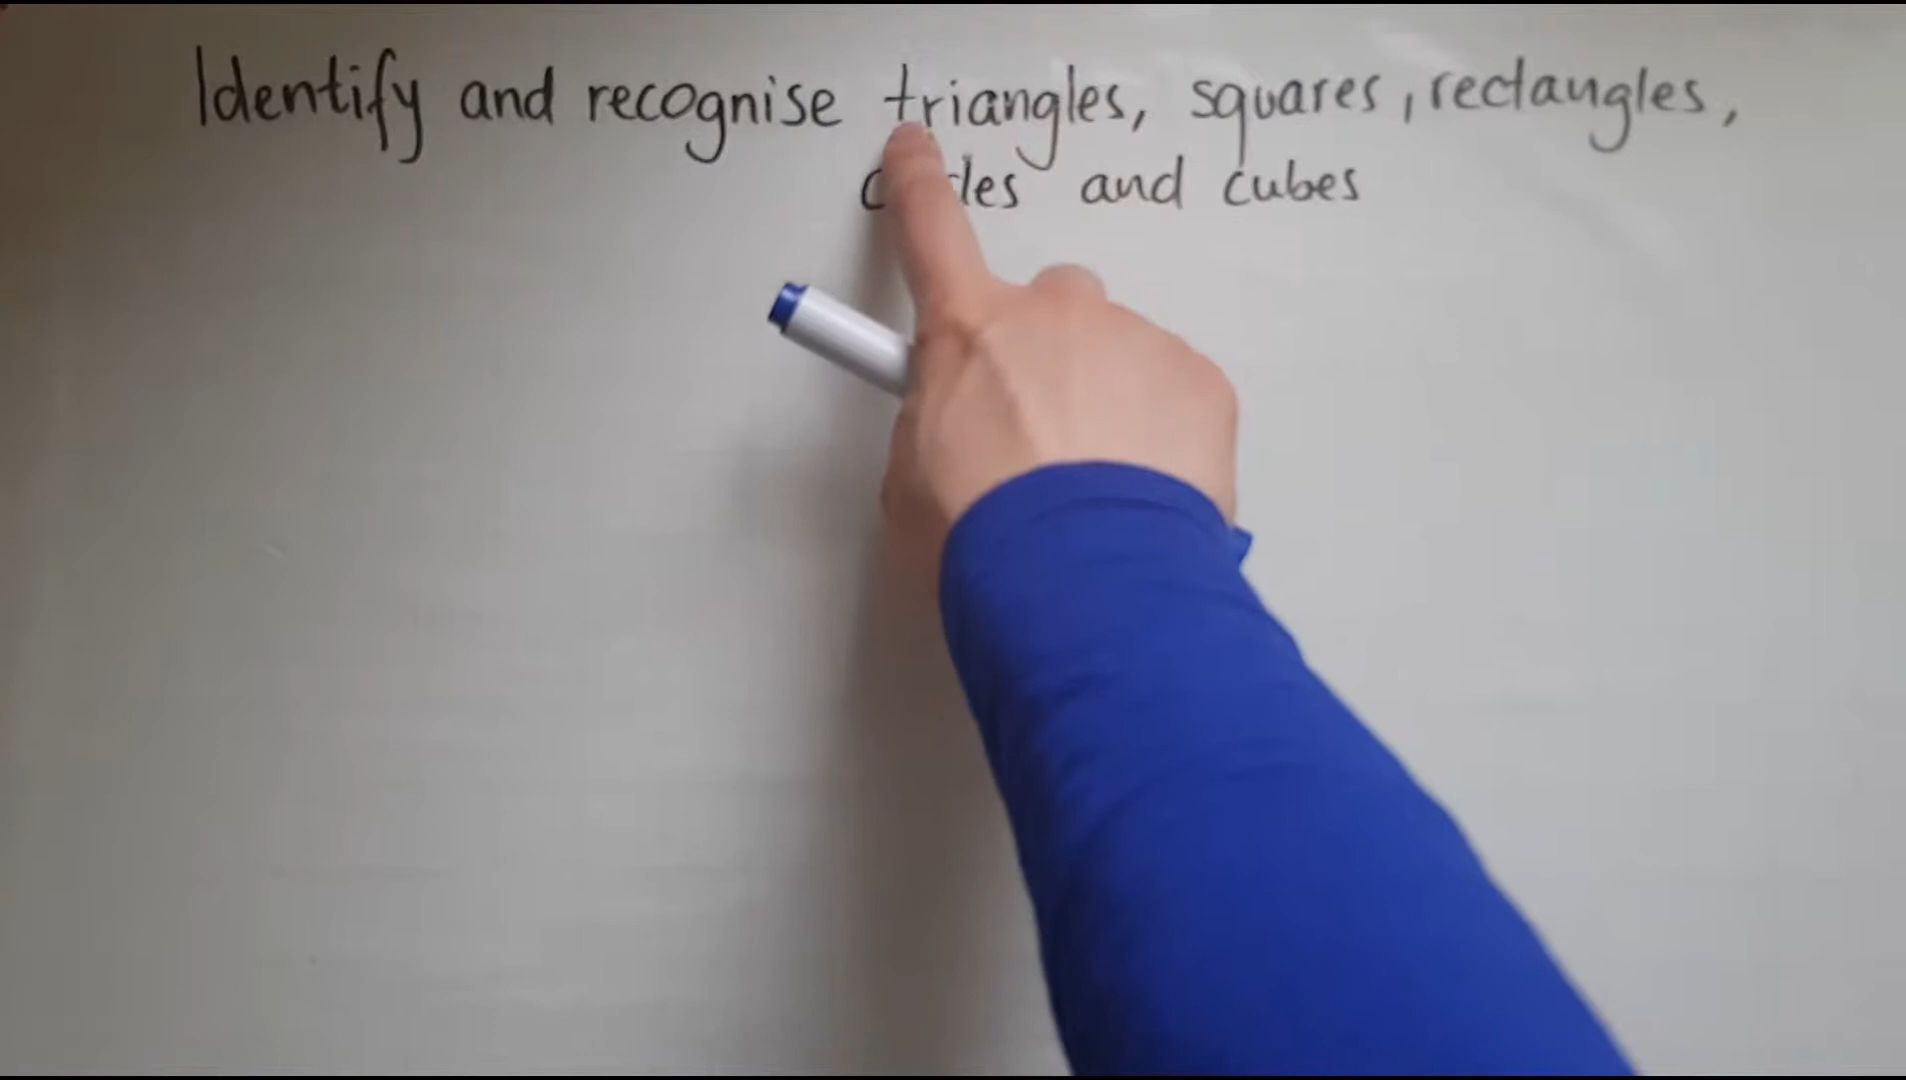 Identify and recognise triangles, squares, rectangles,
and cubes